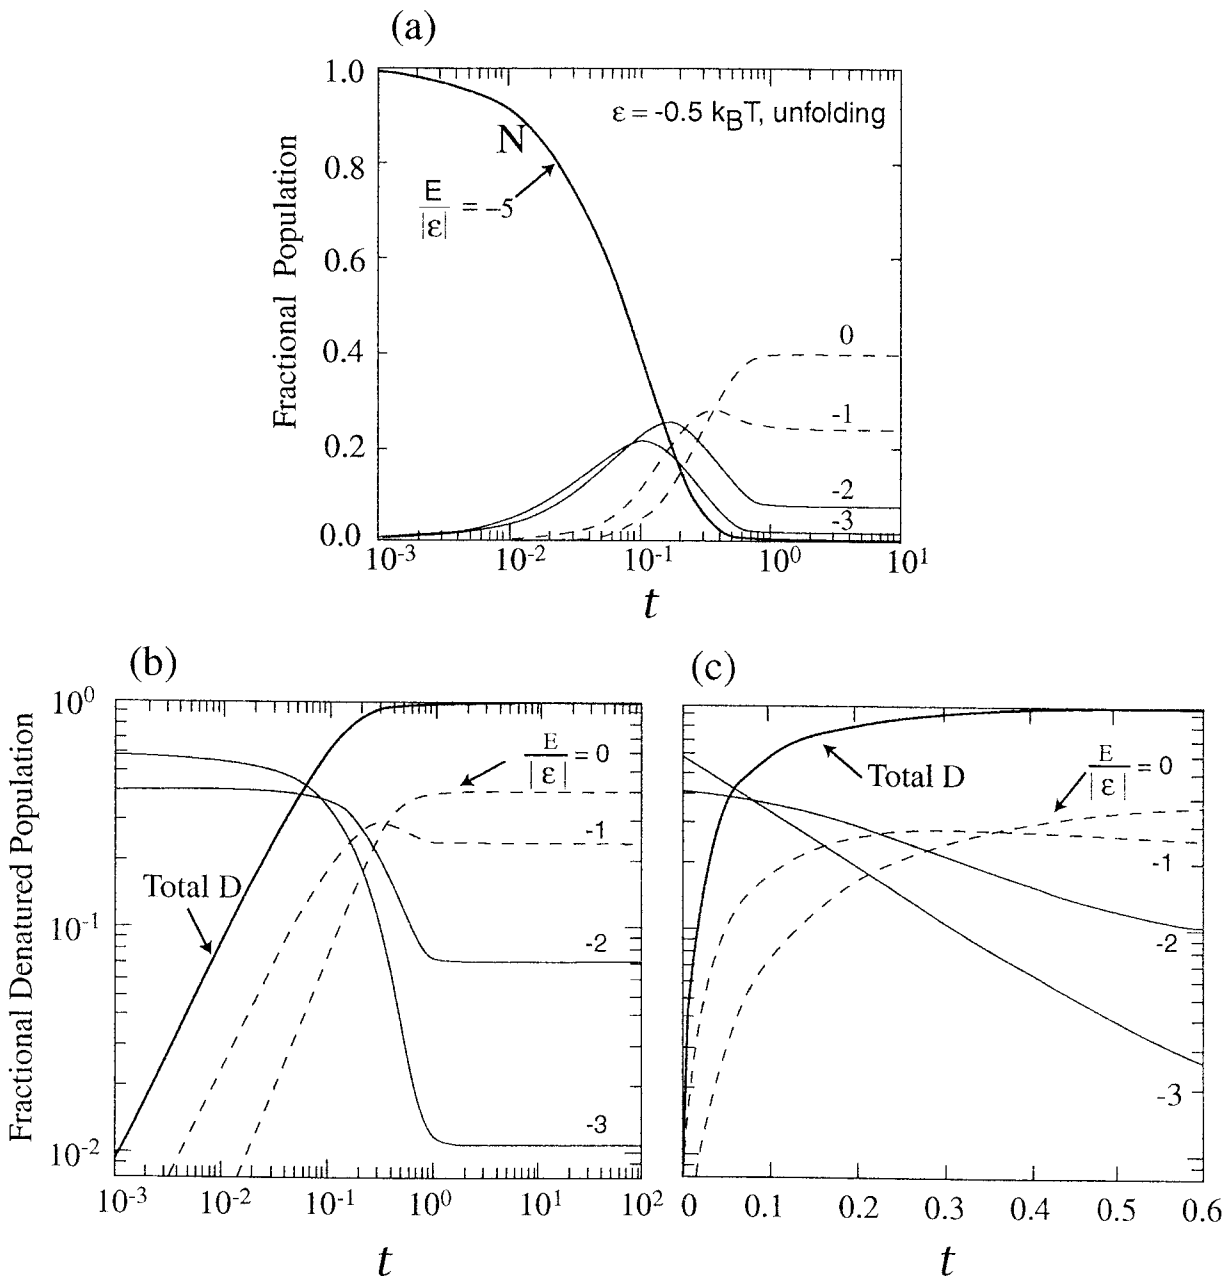 (a)
Fractional Population
1.0
0.8
0.6
0.4
0.2
0.0
ε = -0.5 k_BT, unfolding
N
E/|ε| = -5
0
-1
-2
-3
10^-3
10^-2
10^-1
10^0
10^1
t
(b)
Fractional Denatured Population
10^0
10^-1
10^-2
E/|ε| = 0
-1
Total D
-2
-3
10^-3
10^-2
10^-1
10^0
10^1
10^2
t
(c)
Total D
E/|ε| = 0
-1
-2
-3
0
0.1
0.2
0.3
0.4
0.5
0.6
t